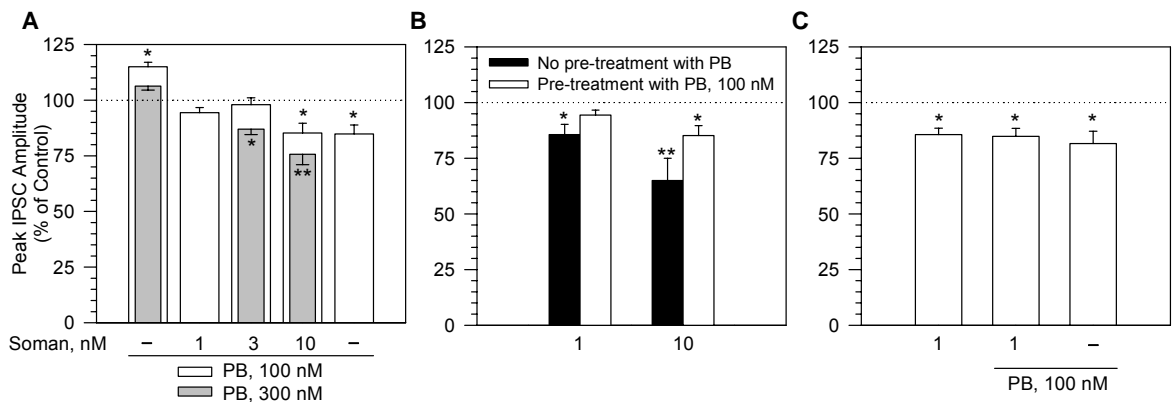 A
B
C
Peak IPSC Amplitude
(% of Control)
125
100
75
50
25
0
*
*
**
*
*
Soman, nM
– 1 3 10 –
PB, 100 nM
PB, 300 nM
125
100
75
50
25
0
No pre-treatment with PB
Pre-treatment with PB, 100 nM
*
**
*
1 10
125
100
75
50
25
0
* * *
1 1 –
PB, 100 nM